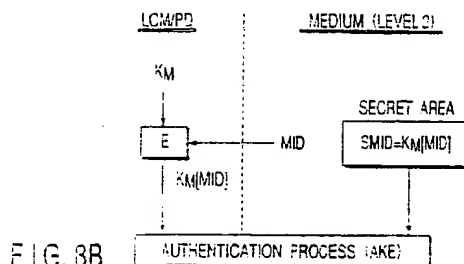 LCM/PD MEDIUM (LEVEL 2)
KM
SECRET AREA
E MID SMID=KM[MID]
KM[MID]
FIG. 8B AUTHENTICATION PROCESS (AKE)